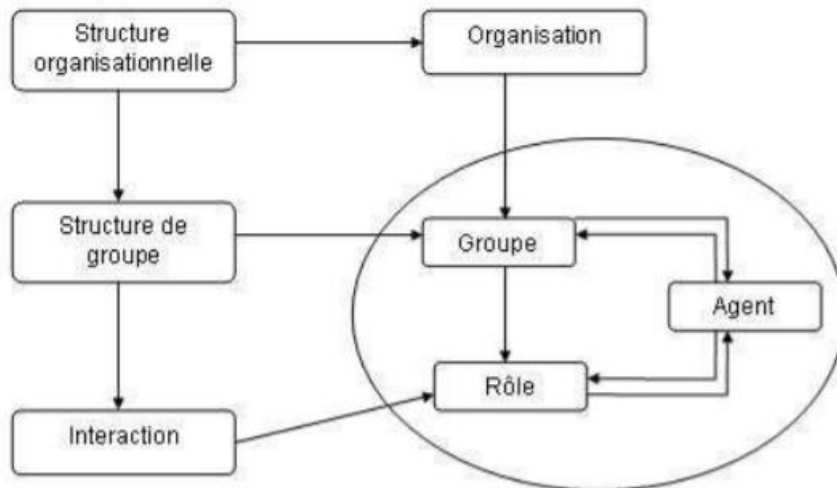 Structure
organisationnelle
Organisation
Structure de
groupe
Groupe
Agent
Rôle
Interaction